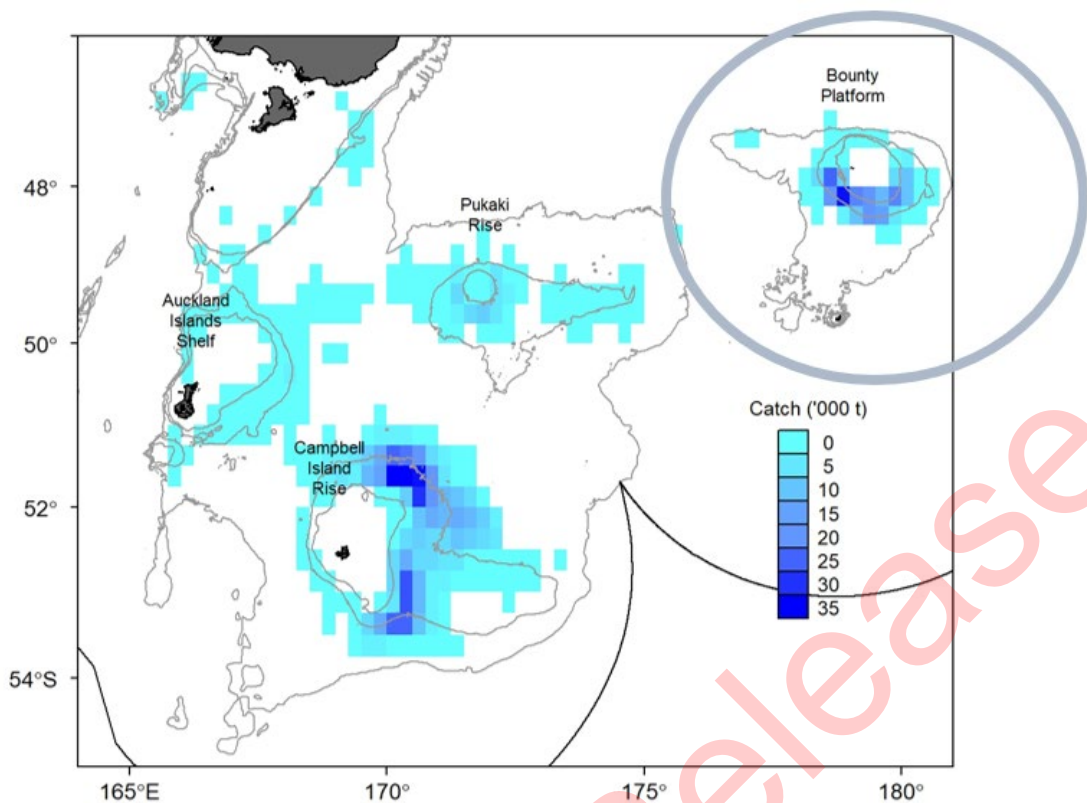 Bounty
Platform
48°
Pukaki
Rise
Auckland
Islands
Shelf
50°
Catch ('000 t)
0
5
10
15
20
25
30
35
Campbell
Island
Rise
52°
54°S
165°E
170°
175°
180°
release